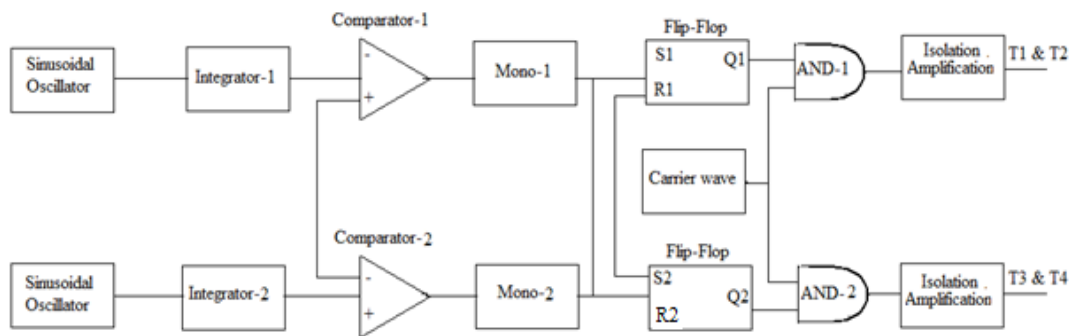 Comparator-1
Flip-Flop
Sinusoidal
Oscillator
Integrator-1
-
+
Mono-1
S1
Q1
R1
AND-1
Isolation .
Amplification
T1 & T2
Carrier wave
Comparator-2
Flip-Flop
Sinusoidal
Oscillator
Integrator-2
-
+
Mono-2
S2
Q2
R2
AND-2
Isolation .
Amplification
T3 & T4